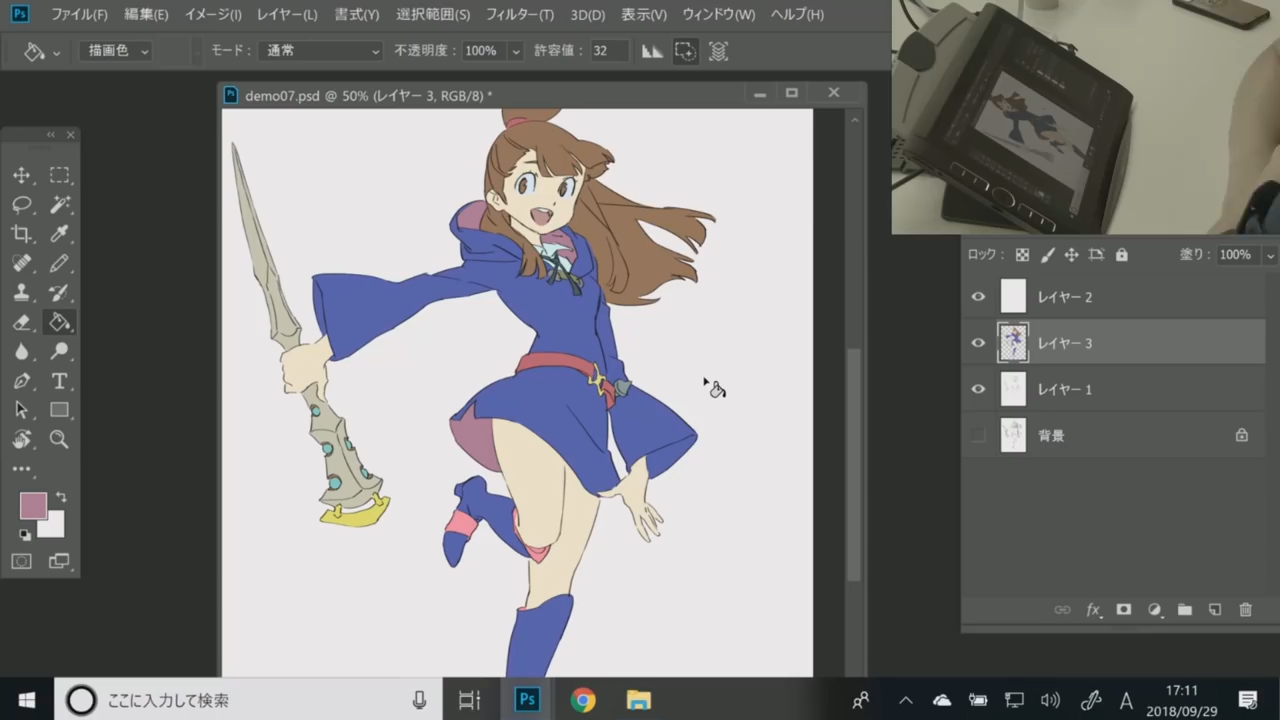 Ps ファイル(F) 編集(E) イメージ(I) レイヤー(L) 書式(Y) 選択範囲(S) フィルター(T) 3D(D) 表示(V) ウィンドウ(W) ヘルプ(H)
描画色 モード: 通常 不透明度: 100% 許容値: 32
Ps demo07.psd @ 50% (レイヤー 3, RGB/8) *
ロック: 塗り: 100%
レイヤー 2
レイヤー 3
レイヤー 1
背景
T
fx
ここに入力して検索
Ps
A
17:11
2018/09/29